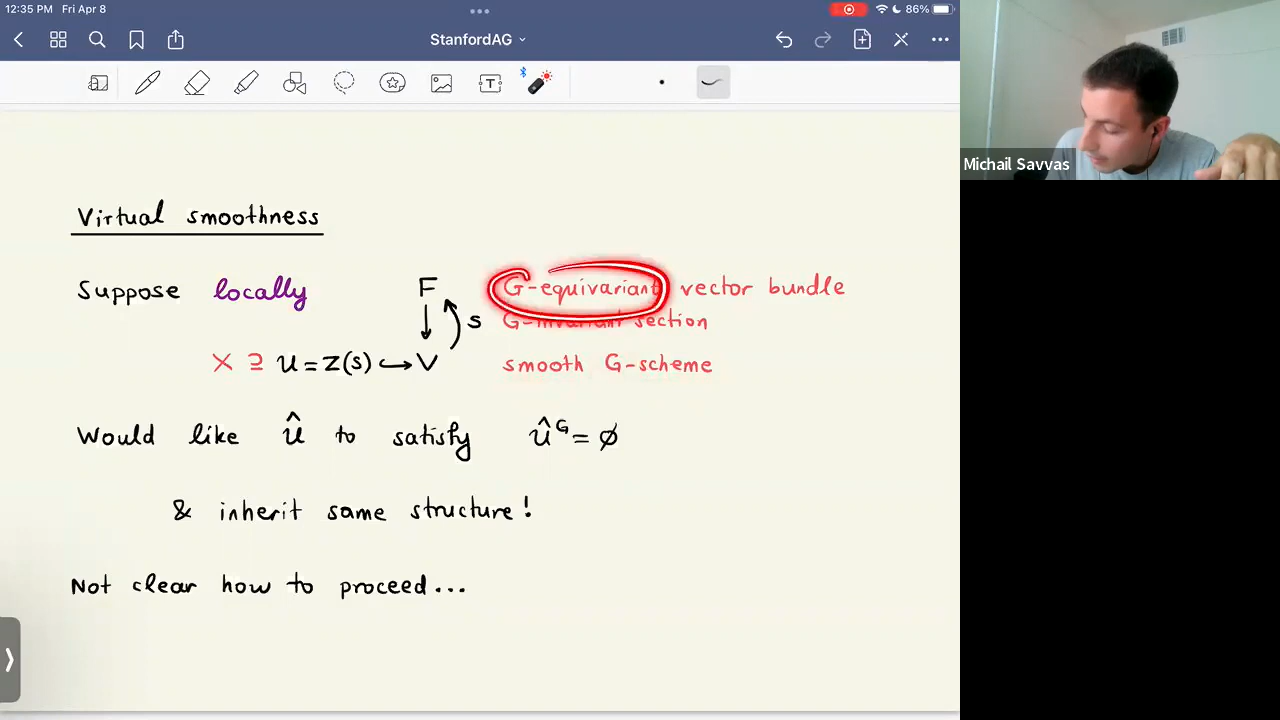 12:35 PM Fri Apr 8
86%
StanfordAG
T
Michail Savvas
Virtual smoothness
Suppose locally F G-equivariant vector bundle
s G-invariant section
X ⊇ U = Z(s) ↪ V smooth G-scheme
Would like Û to satisfy Û^G = ∅
& inherit same structure!
Not clear how to proceed...